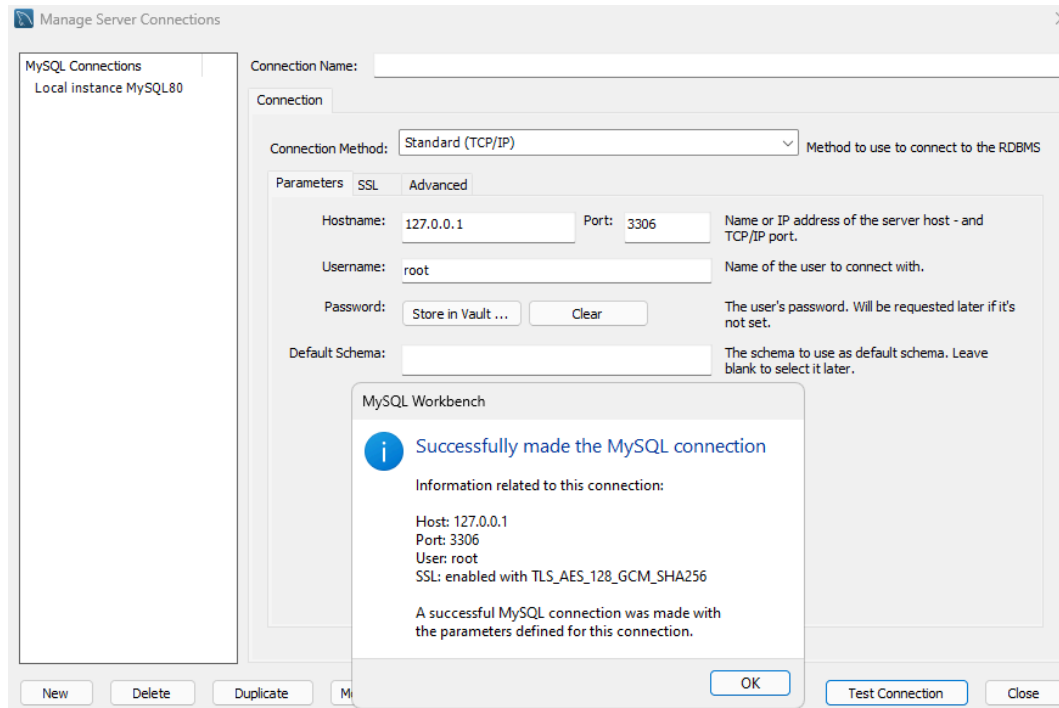 Manage Server Connections
MySQL Connections
Local instance MySQL80
Connection Name:
Connection
Connection Method: Standard (TCP/IP) Method to use to connect to the RDBMS
Parameters SSL Advanced
Hostname: 127.0.0.1 Port: 3306 Name or IP address of the server host - and
TCP/IP port.
Username: root Name of the user to connect with.
Password: Store in Vault ... Clear The user's password. Will be requested later if it's
not set.
Default Schema: The schema to use as default schema. Leave
blank to select it later.
MySQL Workbench
Successfully made the MySQL connection
Information related to this connection:
Host: 127.0.0.1
Port: 3306
User: root
SSL: enabled with TLS_AES_128_GCM_SHA256
A successful MySQL connection was made with
the parameters defined for this connection.
OK
New Delete Duplicate Test Connection Close